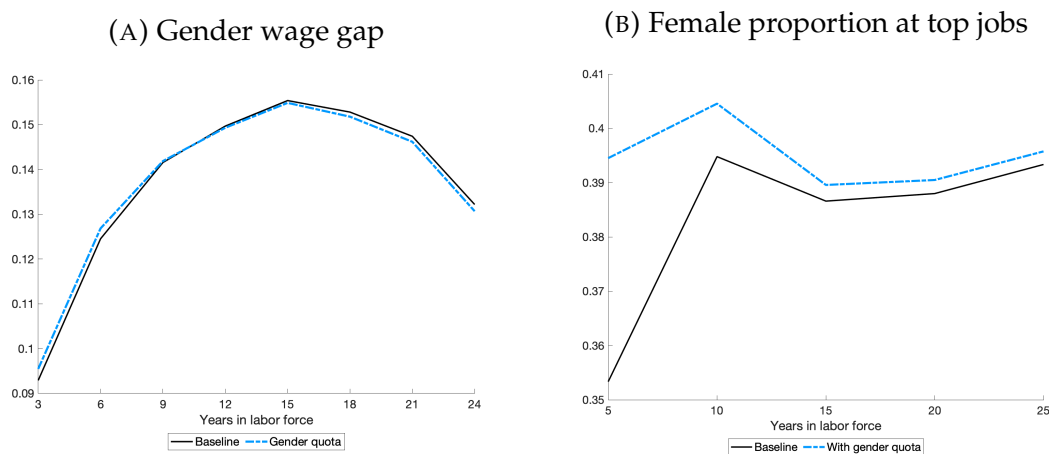 (A) Gender wage gap
0.16
0.15
0.14
0.13
0.12
0.11
0.1
0.09
3 6 9 12 15 18 21 24
Years in labor force
Baseline Gender quota
(B) Female proportion at top jobs
0.41
0.4
0.39
0.38
0.37
0.36
0.35
5 10 15 20 25
Years in labor force
Baseline With gender quota